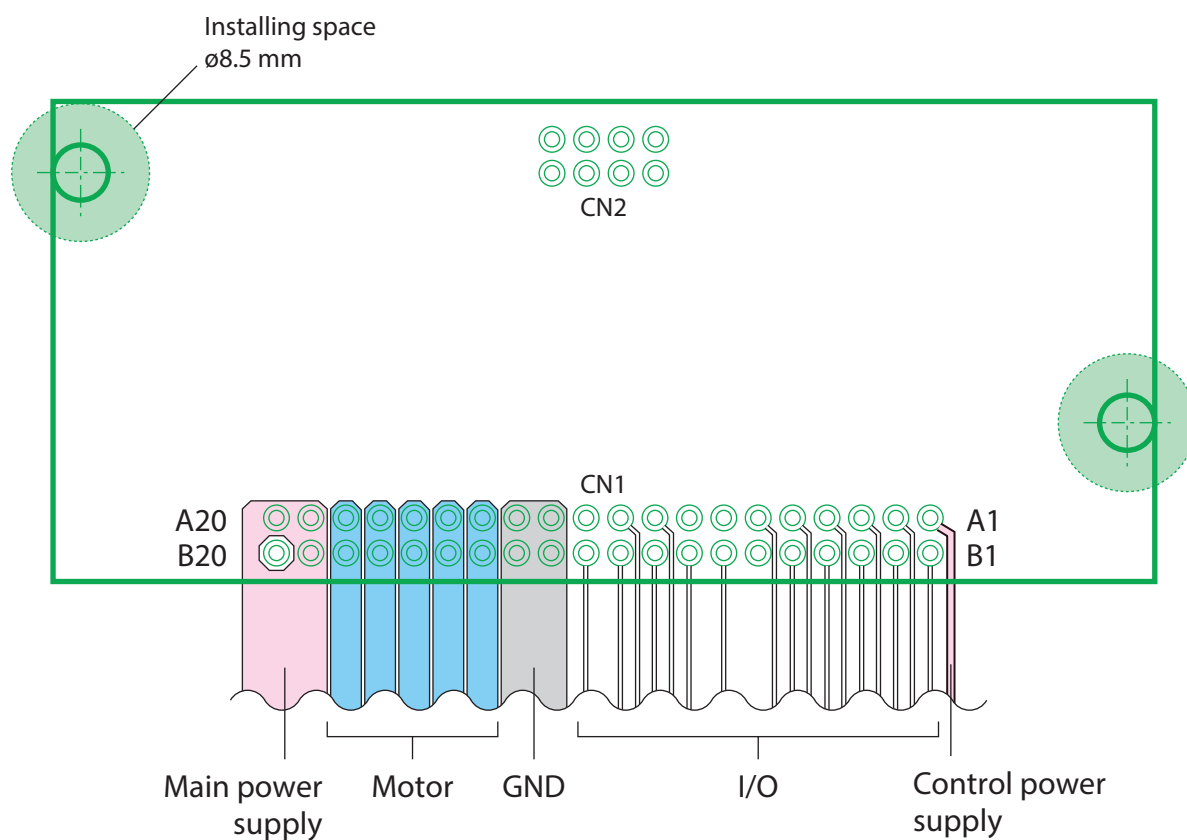 Installing space
ø8.5 mm
CN2
CN1
A20
A1
B20
B1
Main power
supply
Motor
GND
I/O
Control power
supply